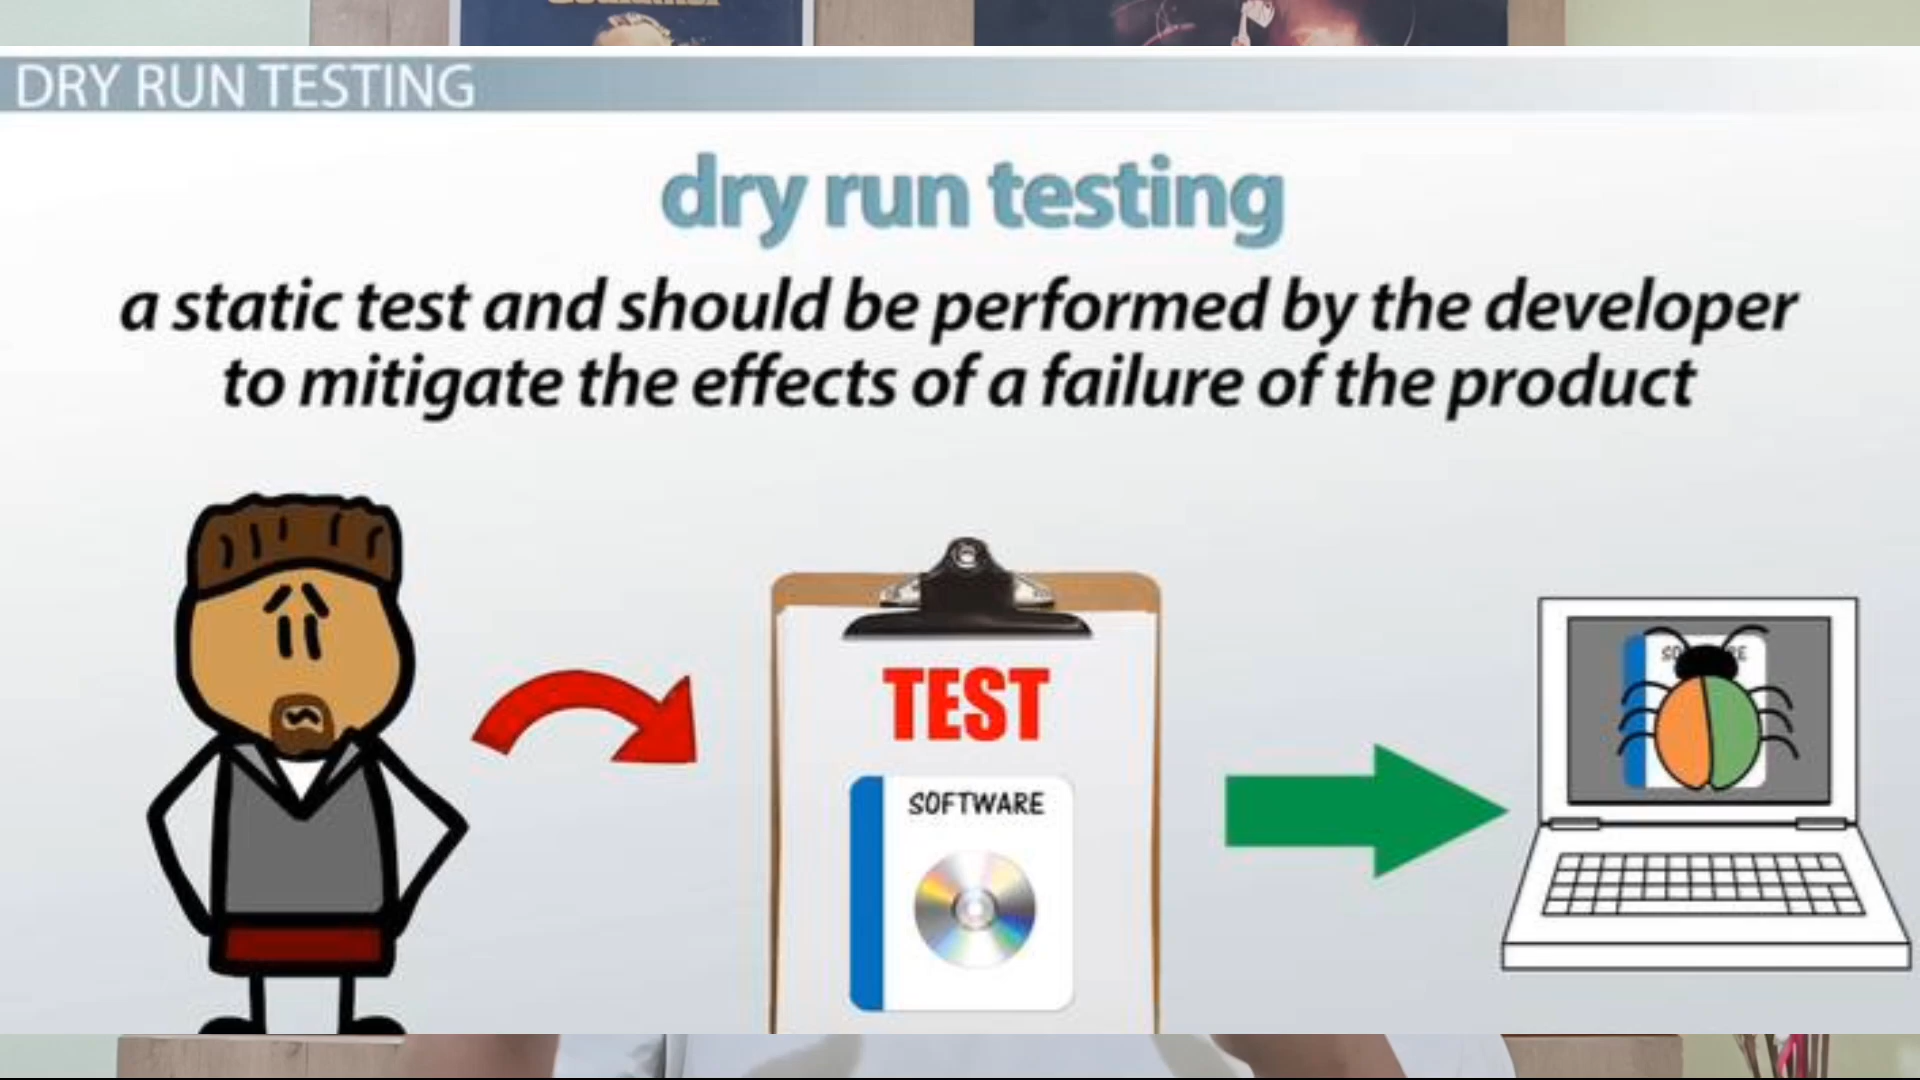 DRY RUN TESTING
dry run testing
a static test and should be performed by the developer
to mitigate the effects of a failure of the product
TEST
SOFTWARE